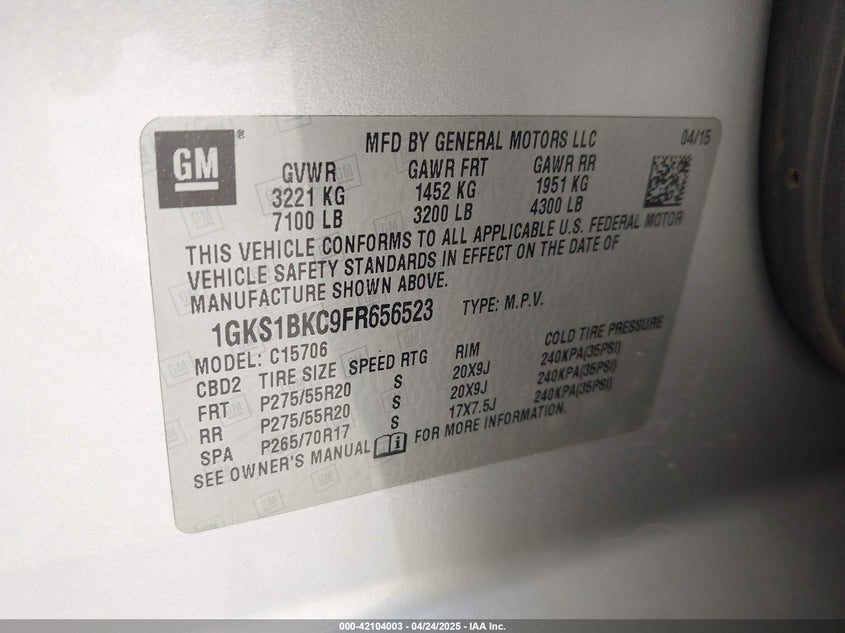 GM ®
MFD BY GENERAL MOTORS LLC 04/15
GVWR GAWR FRT GAWR RR
3221 KG 1452 KG 1951 KG
7100 LB 3200 LB 4300 LB
THIS VEHICLE CONFORMS TO ALL APPLICABLE U.S. FEDERAL MOTOR
VEHICLE SAFETY STANDARDS IN EFFECT ON THE DATE OF
MANUFACTURE SHOWN ABOVE.
1GKS1BKC9FR656523 TYPE: M.P.V.
MODEL: C15706
CBD2 TIRE SIZE SPEED RTG RIM COLD TIRE PRESSURE
FRT P275/55R20 S 20X9J 240KPA(35PSI)
RR P275/55R20 S 20X9J 240KPA(35PSI)
SPA P265/70R17 S 17X7.5J 240KPA(35PSI)
SEE OWNER'S MANUAL i FOR MORE INFORMATION.
000-42104003 - 04/24/2025 - IAA Inc.